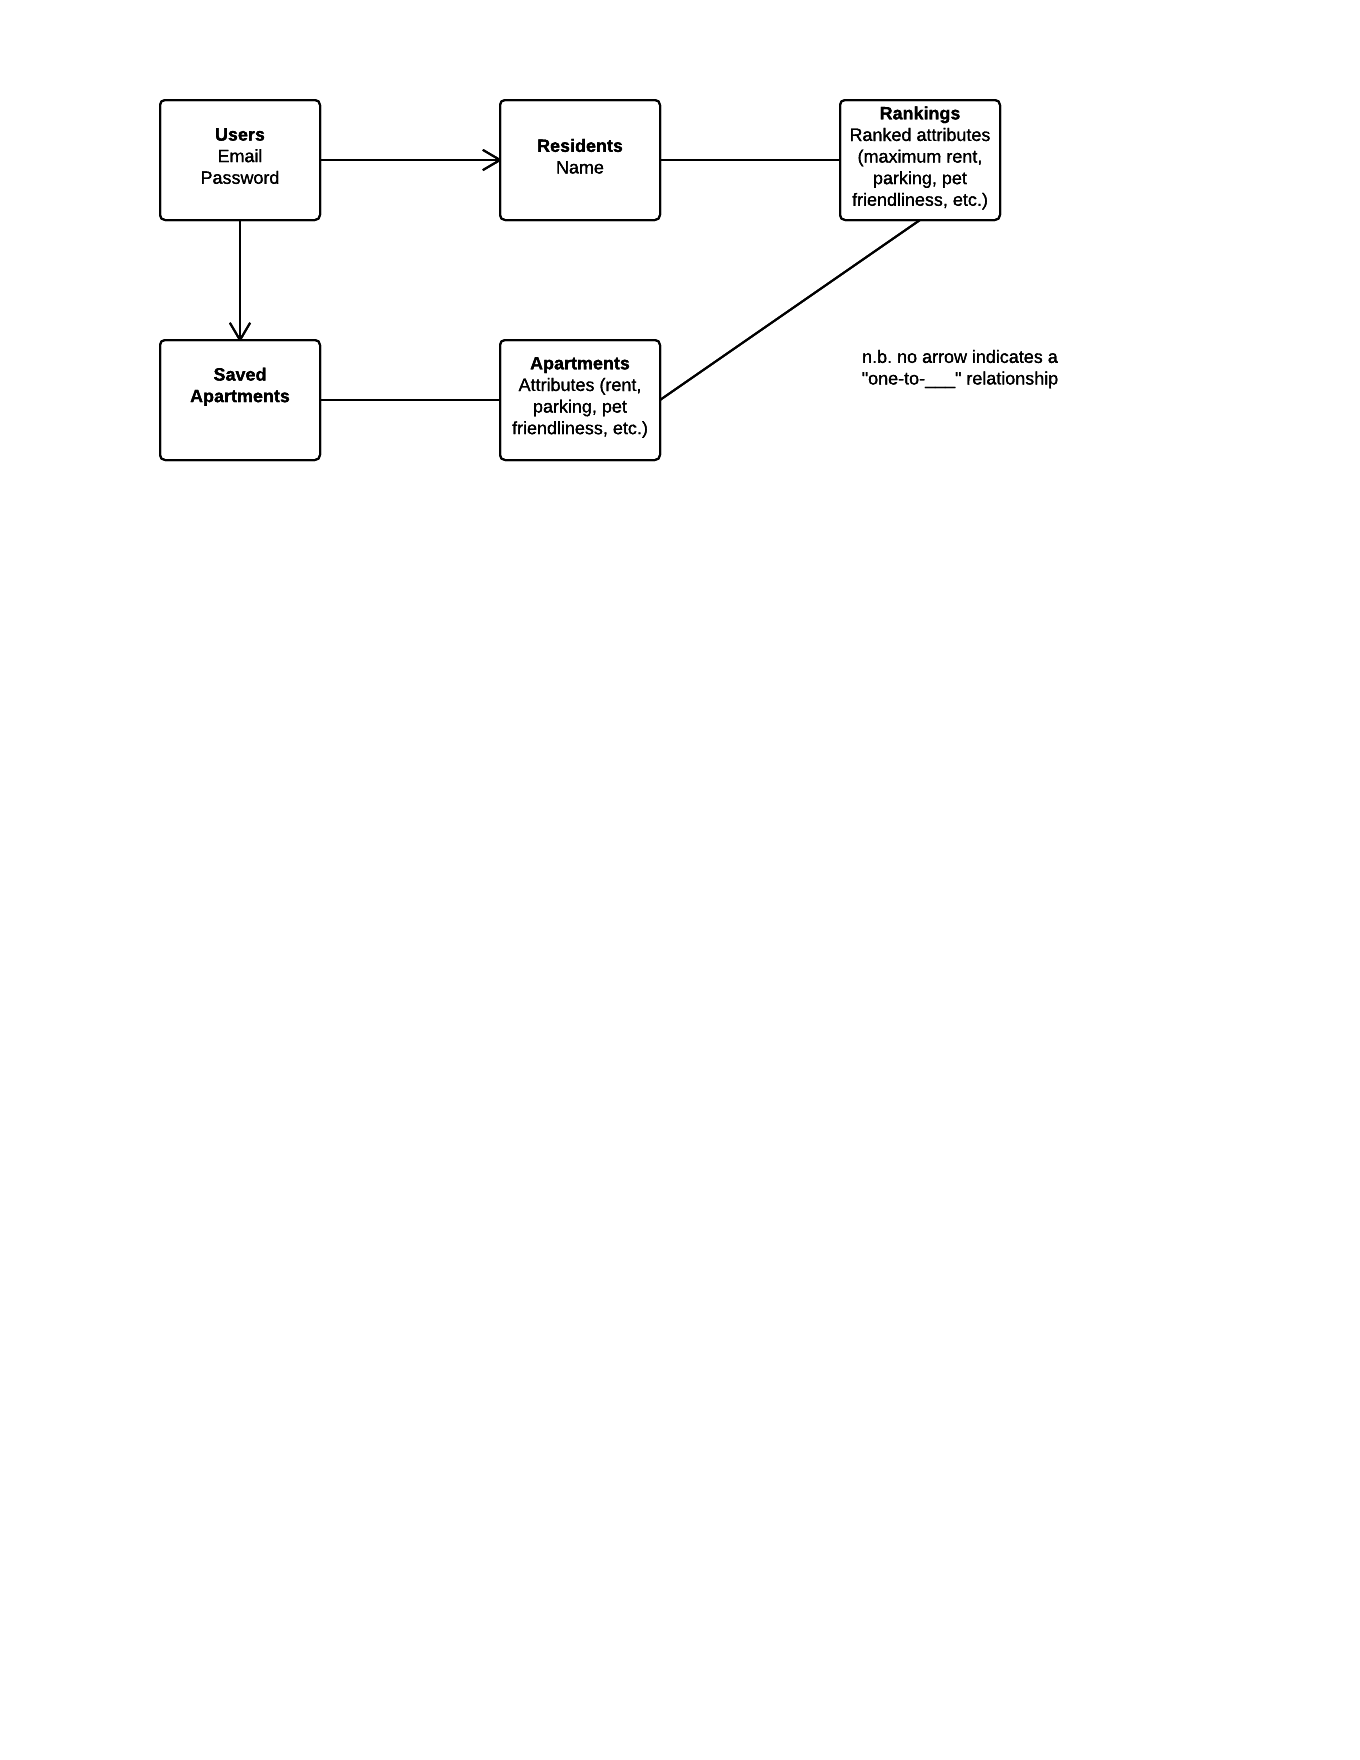 Users
Email
Password
Residents
Name
Rankings
Ranked attributes
(maximum rent,
parking, pet
friendliness, etc.)
Saved
Apartments
Apartments
Attributes (rent,
parking, pet
friendliness, etc.)
n.b. no arrow indicates a
"one-to-___" relationship